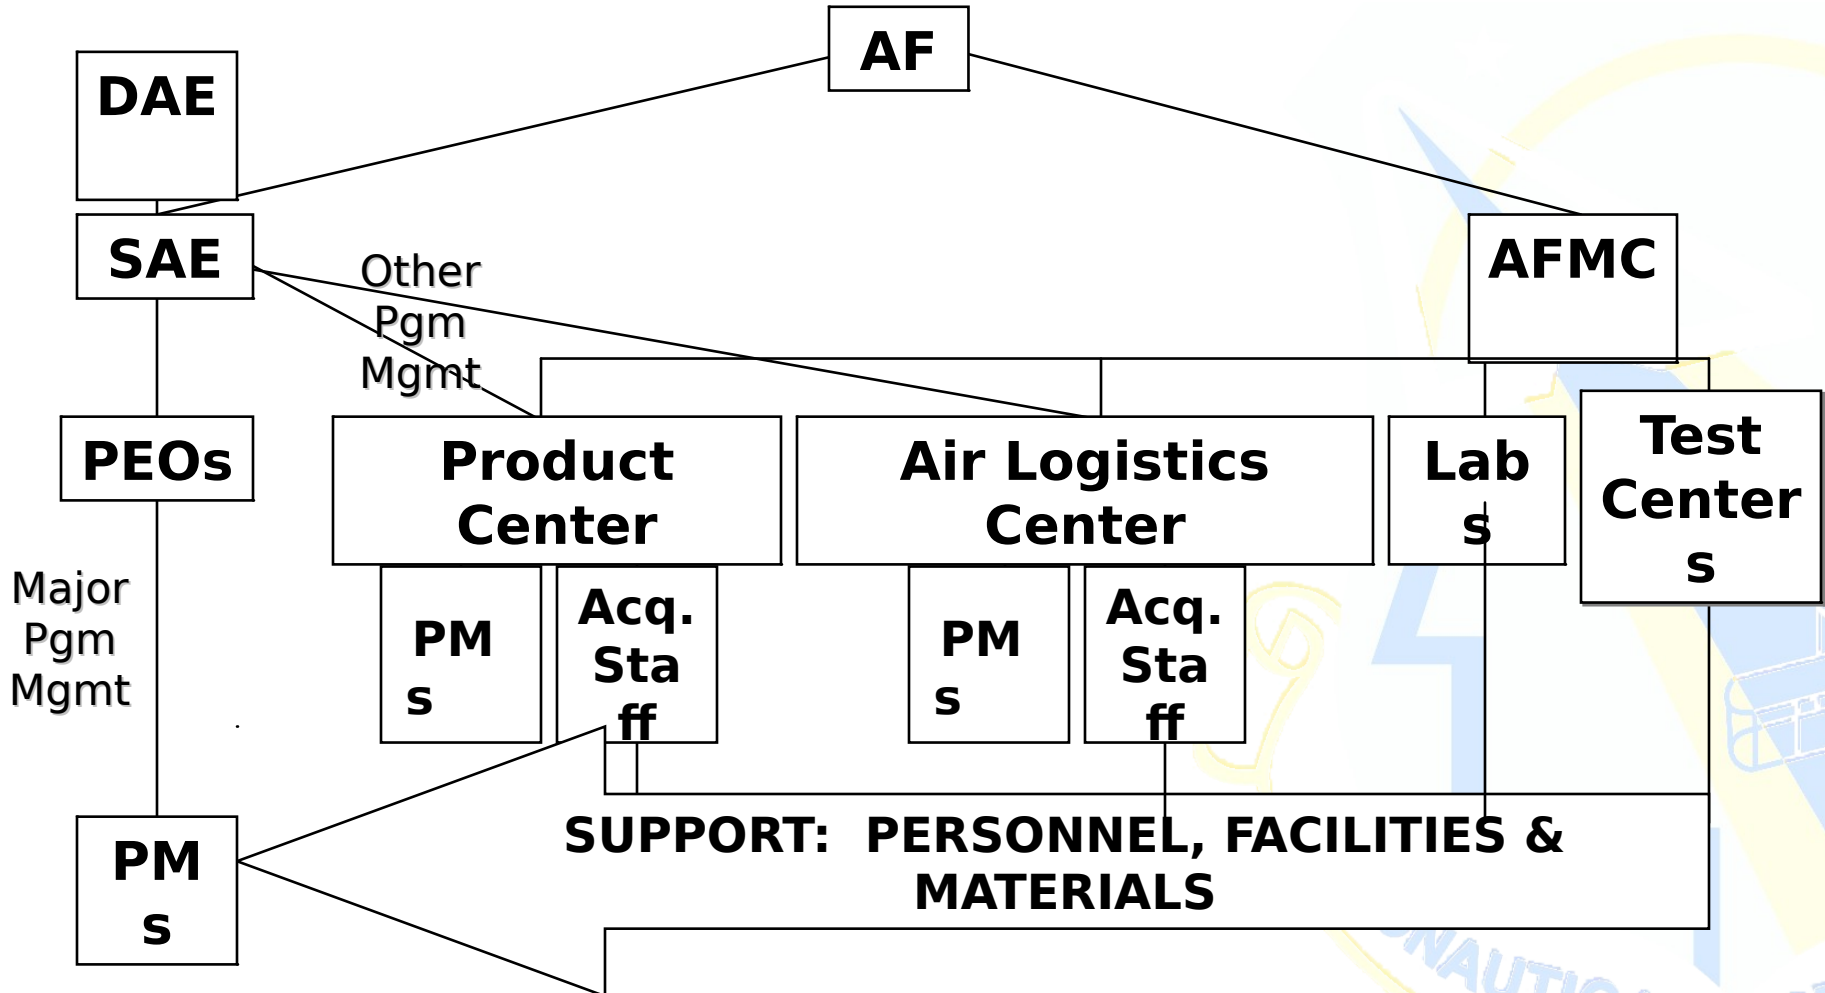 AF
DAE
SAE
AFMC
Other
Pgm
Mgmt
PEOs
Product
Center
Air Logistics
Center
Lab
s
Test
Center
s
Major
Pgm
Mgmt
PM
s
Acq.
Sta
ff
PM
s
Acq.
Sta
ff
PM
s
SUPPORT:  PERSONNEL, FACILITIES &
MATERIALS